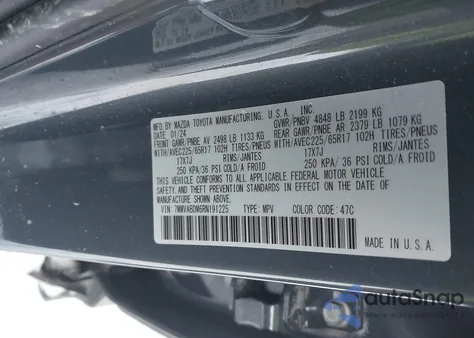 MFD. BY MAZDA TOYOTA MANUFACTURING, U.S.A., INC.
DATE 01/24 GVWR/PNBV 4848 LB 2199 KG
FRONT GAWR/PNBE AV 2498 LB 1133 KG REAR GAWR/PNBE AR 2379 LB 1079 KG
WITH/AVEC225/65R17 102H TIRES/PNEUS WITH/AVEC225/65R17 102H TIRES/PNEUS
17X7J RIMS/JANTES 17X7J RIMS/JANTES
250 KPA/ 36 PSI COLD/A FROID 250 KPA/ 36 PSI COLD/A FROID
THIS VEHICLE CONFORMS TO ALL APPLICABLE FEDERAL MOTOR VEHICLE
SAFETY, AND THEFT PREVENTION STANDARDS IN EFFECT ON THE DATE OF
MANUFACTURE SHOWN ABOVE.
VIN: 7MMVABDM6RN191225 TYPE: MPV COLOR CODE: 47C
MADE IN U.S.A.
autoSnap